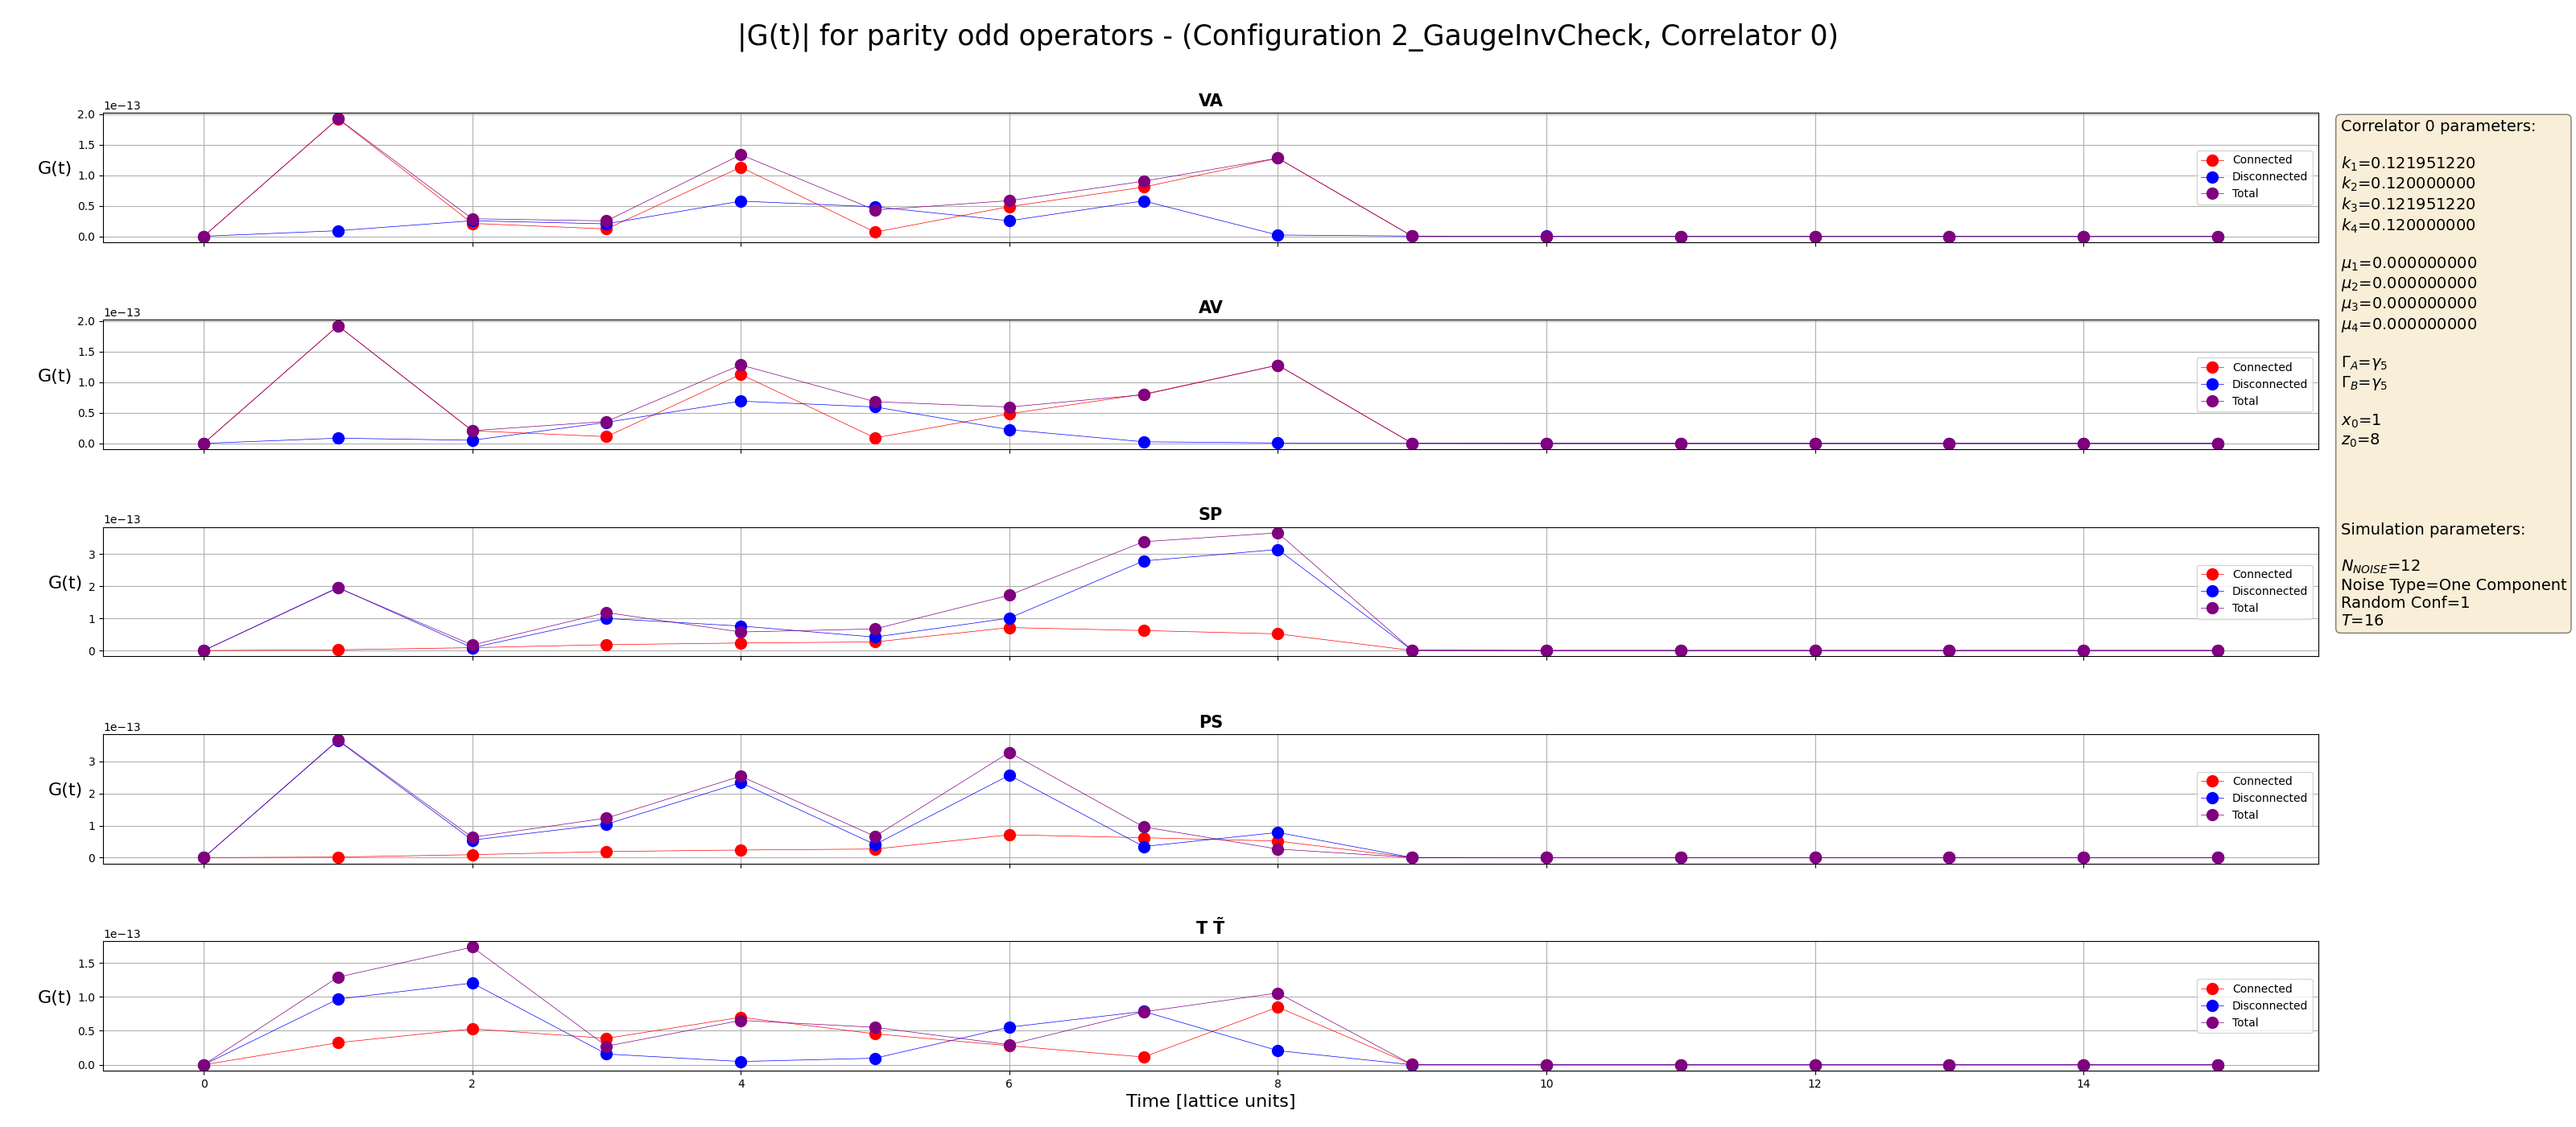 |G(t)| for parity odd operators - (Configuration 2_GaugeInvCheck, Correlator 0)
VA
1e−13
2.0
1.5
1.0
0.5
0.0
G(t)
Connected
Disconnected
Total
AV
1e−13
2.0
1.5
1.0
0.5
0.0
G(t)
Connected
Disconnected
Total
SP
1e−13
3
2
1
0
G(t)
Connected
Disconnected
Total
PS
1e−13
3
2
1
0
G(t)
Connected
Disconnected
Total
T T̃
1e−13
1.5
1.0
0.5
0.0
G(t)
Connected
Disconnected
Total
0 2 4 6 8 10 12 14
Time [lattice units]
Correlator 0 parameters:
k₁=0.121951220
k₂=0.120000000
k₃=0.121951220
k₄=0.120000000
μ₁=0.000000000
μ₂=0.000000000
μ₃=0.000000000
μ₄=0.000000000
Γ_A=γ₅
Γ_B=γ₅
x₀=1
z₀=8
Simulation parameters:
N_NOISE=12
Noise Type=One Component
Random Conf=1
T=16